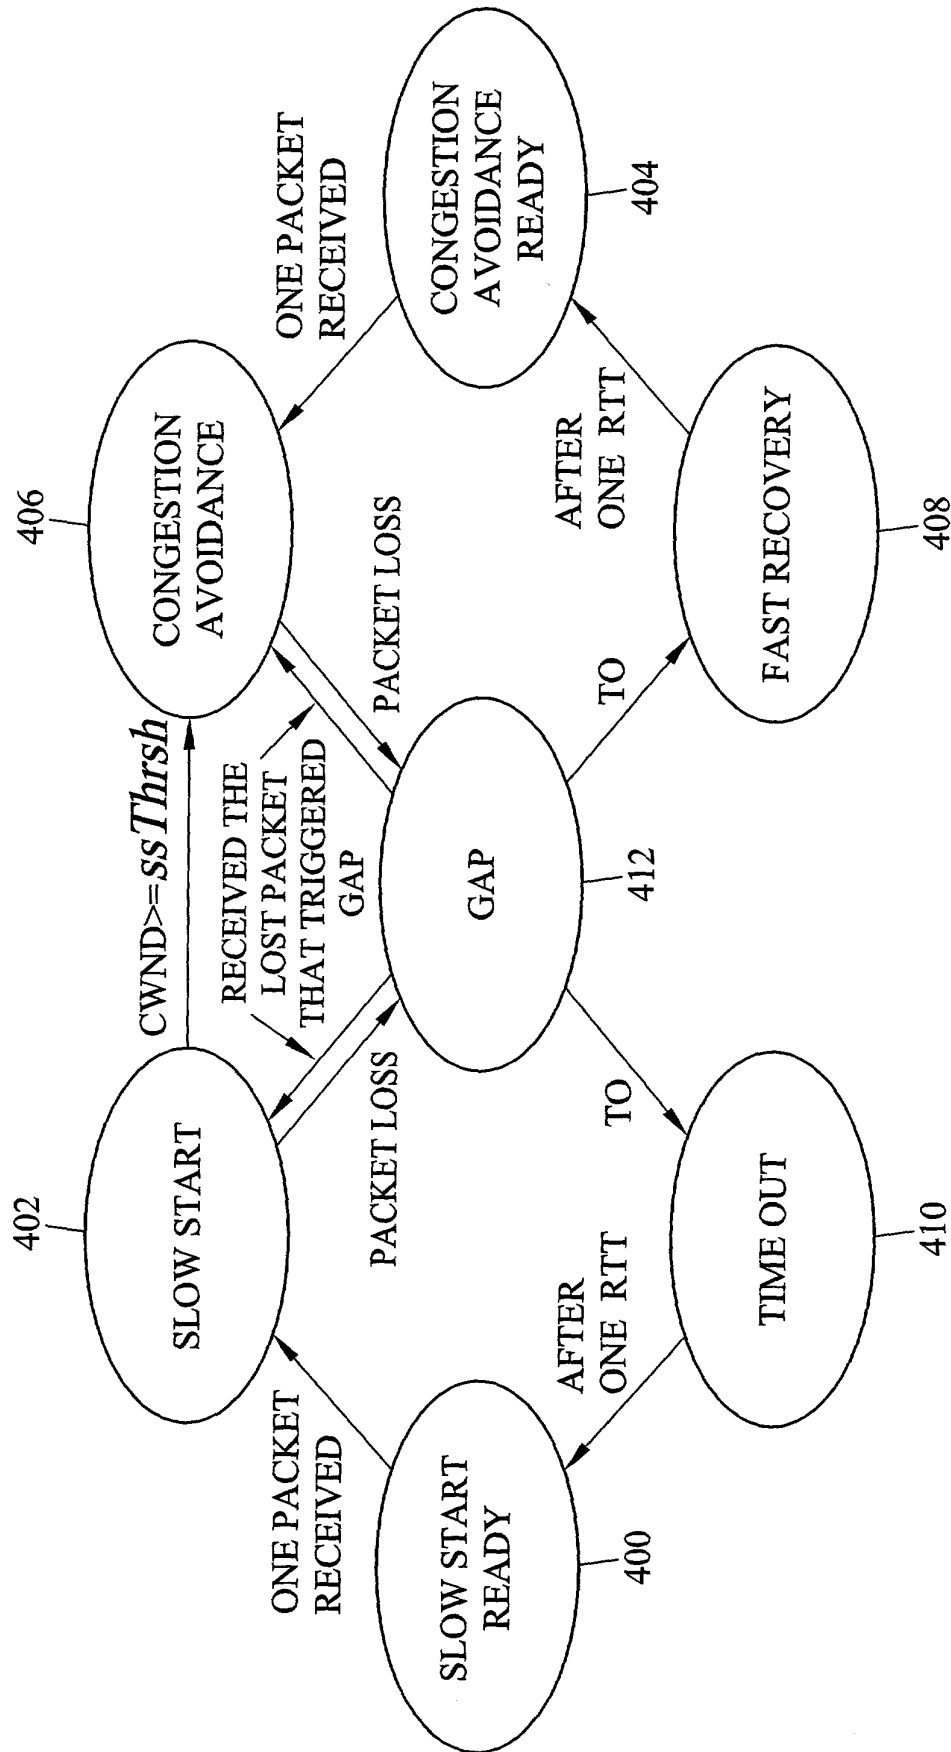 402
SLOW START
CWND>=ssThrsh
406
CONGESTION
AVOIDANCE
ONE PACKET
RECEIVED
RECEIVED THE
LOST PACKET
THAT TRIGGERED
GAP
ONE PACKET
RECEIVED
PACKET LOSS
PACKET LOSS
SLOW START
READY
400
GAP
412
CONGESTION
AVOIDANCE
READY
404
AFTER
ONE RTT
TO
TO
AFTER
ONE RTT
TIME OUT
410
FAST RECOVERY
408